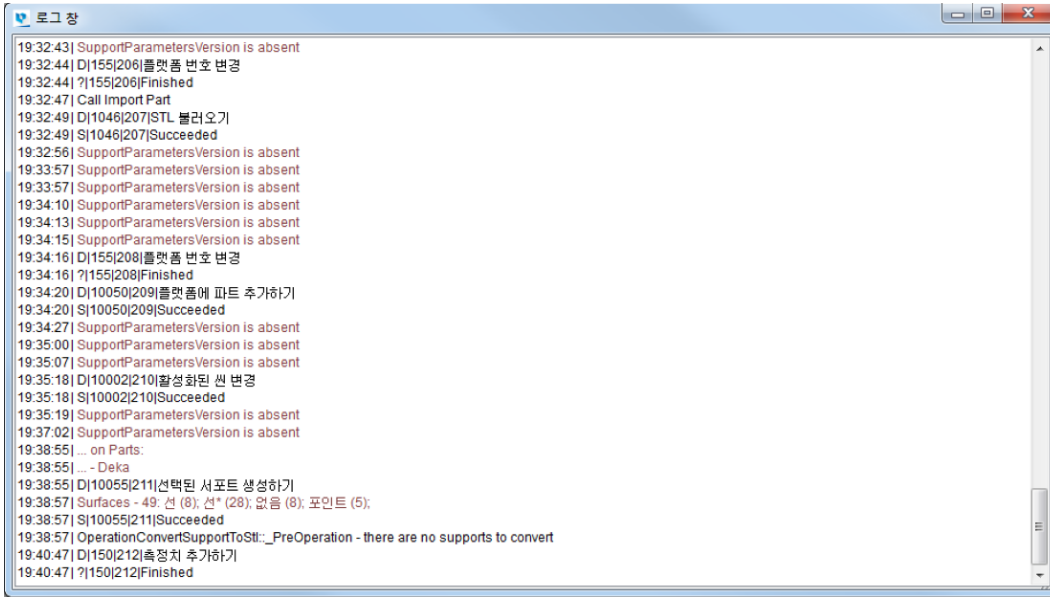 로그 창
19:32:43| SupportParametersVersion is absent
19:32:44| D|155|206|플랫폼 번호 변경
19:32:44| ?|155|206|Finished
19:32:47| Call Import Part
19:32:49| D|1046|207|STL 불러오기
19:32:49| S|1046|207|Succeeded
19:32:56| SupportParametersVersion is absent
19:33:57| SupportParametersVersion is absent
19:33:57| SupportParametersVersion is absent
19:34:10| SupportParametersVersion is absent
19:34:13| SupportParametersVersion is absent
19:34:15| SupportParametersVersion is absent
19:34:16| D|155|208|플랫폼 번호 변경
19:34:16| ?|155|208|Finished
19:34:20| D|10050|209|플랫폼에 파트 추가하기
19:34:20| S|10050|209|Succeeded
19:34:27| SupportParametersVersion is absent
19:35:00| SupportParametersVersion is absent
19:35:07| SupportParametersVersion is absent
19:35:18| D|10002|210|활성화된 씬 변경
19:35:18| S|10002|210|Succeeded
19:35:19| SupportParametersVersion is absent
19:37:02| SupportParametersVersion is absent
19:38:55| ... on Parts:
19:38:55| ... - Deka
19:38:55| D|10055|211|선택된 서포트 생성하기
19:38:57| Surfaces - 49: 선 (8); 선* (28); 없음 (8); 포인트 (5);
19:38:57| S|10055|211|Succeeded
19:38:57| OperationConvertSupportToStl::_PreOperation - there are no supports to convert
19:40:47| D|150|212|측정치 추가하기
19:40:47| ?|150|212|Finished